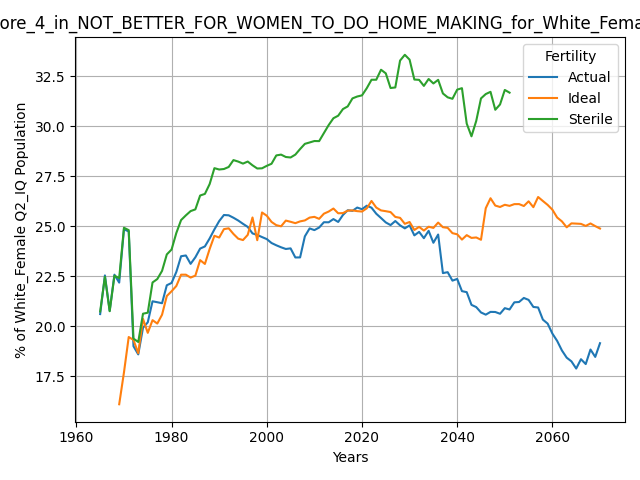 ore_4_in_NOT_BETTER_FOR_WOMEN_TO_DO_HOME_MAKING_for_White_Fema
Fertility
Actual
Ideal
Sterile
% of White_Female Q2_IQ Population
32.5
30.0
27.5
25.0
22.5
20.0
17.5
1960
1980
2000
2020
2040
2060
Years